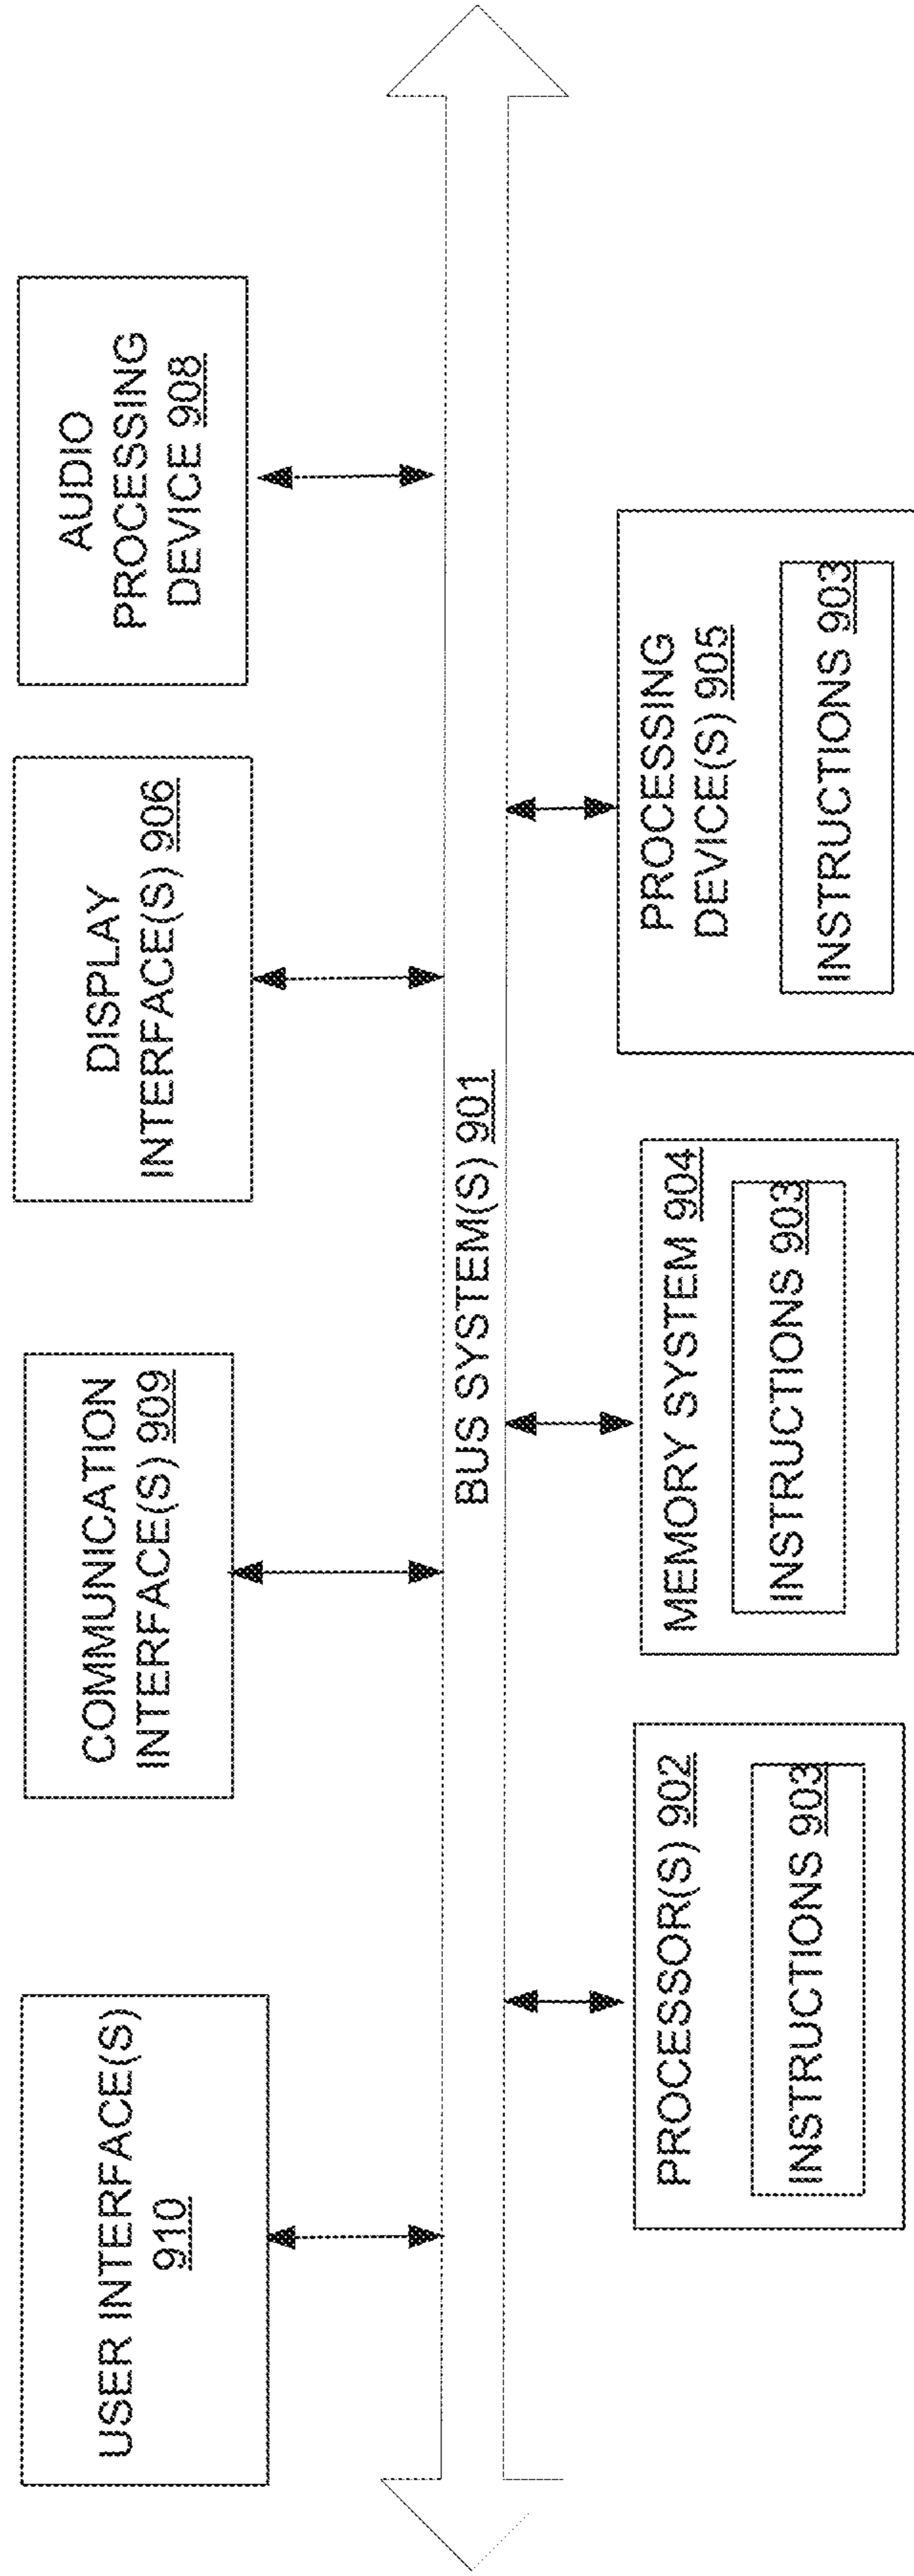 USER INTERFACE(S)
910
COMMUNICATION
INTERFACE(S) 909
DISPLAY
INTERFACE(S) 906
AUDIO
PROCESSING
DEVICE 908
BUS SYSTEM(S) 901
PROCESSOR(S) 902
INSTRUCTIONS 903
MEMORY SYSTEM 904
INSTRUCTIONS 903
PROCESSING
DEVICE(S) 905
INSTRUCTIONS 903